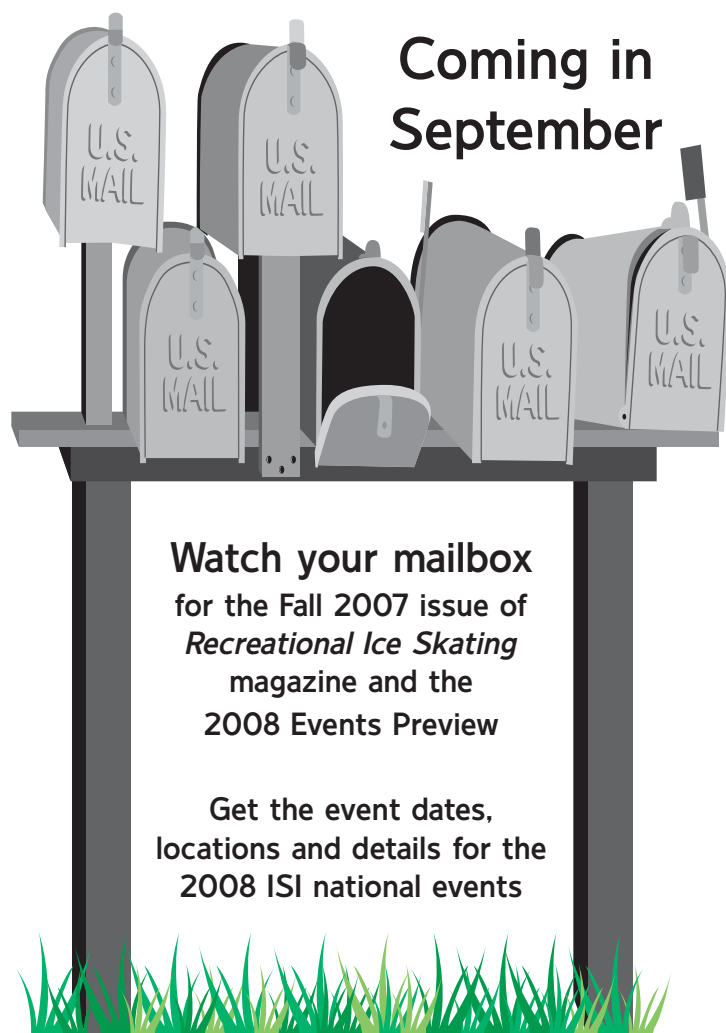 Coming in
September
U.S.
MAIL
U.S.
MAIL
U.S.
MAIL
U.S.
MAIL
U.S.
MAIL
Watch your mailbox
for the Fall 2007 issue of
Recreational Ice Skating
magazine and the
2008 Events Preview
Get the event dates,
locations and details for the
2008 ISI national events